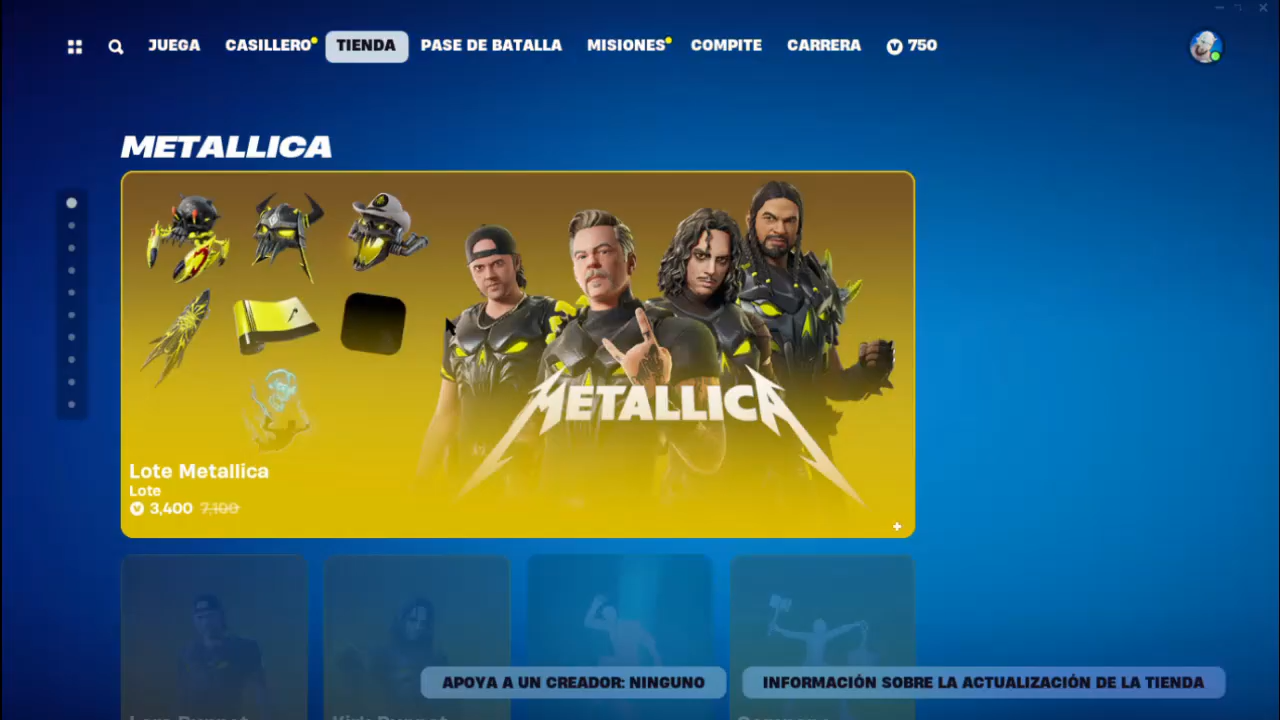 JUEGA CASILLERO TIENDA PASE DE BATALLA MISIONES COMPITE CARRERA V 750
METALLICA
METALLICA
Lote Metallica
Lote
V 3,400 7,100
APOYA A UN CREADOR: NINGUNO
INFORMACIÓN SOBRE LA ACTUALIZACIÓN DE LA TIENDA